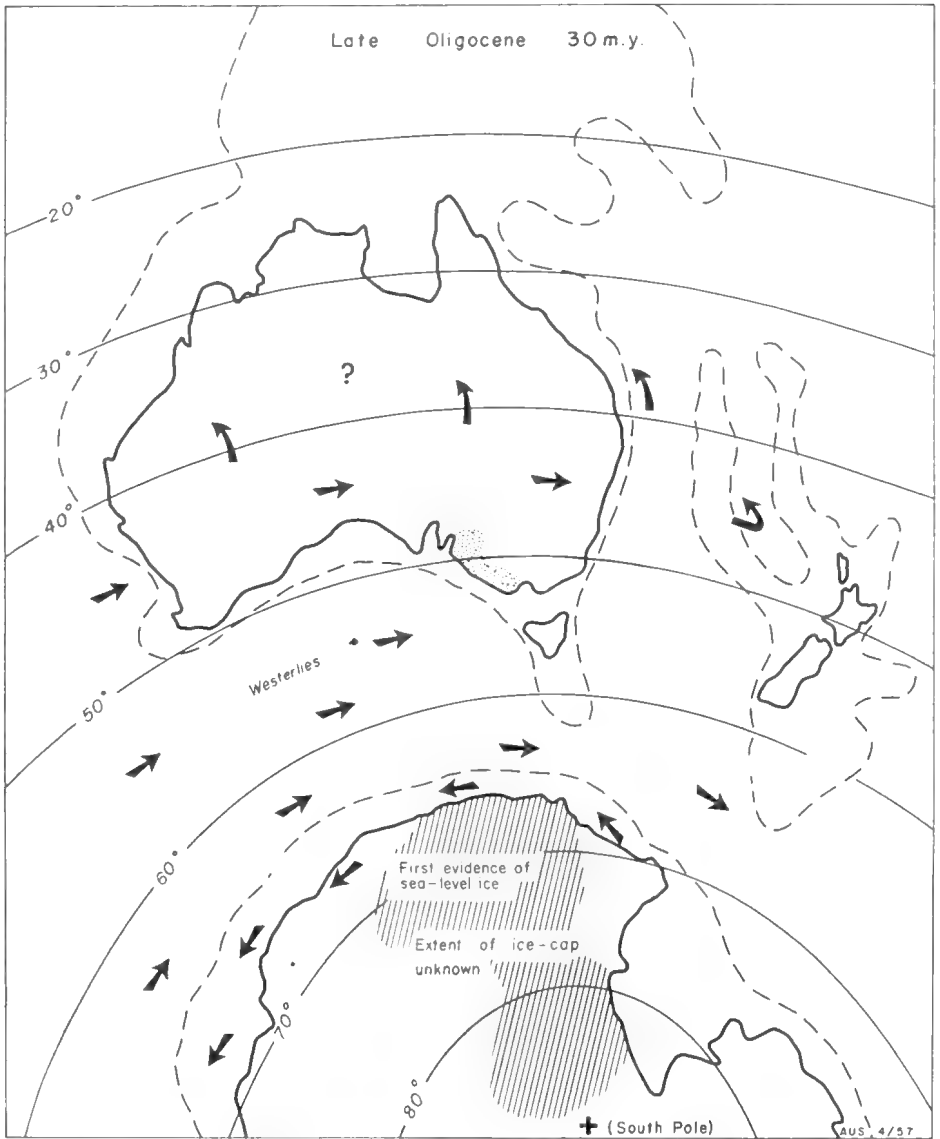 Late Oligocene 30 m.y.
20°
30°
?
40°
Westerlies
50°
60°
First evidence of
sea-level ice
Extent of ice-cap
unknown
70°
80°
+ (South Pole)
AUS 4/57